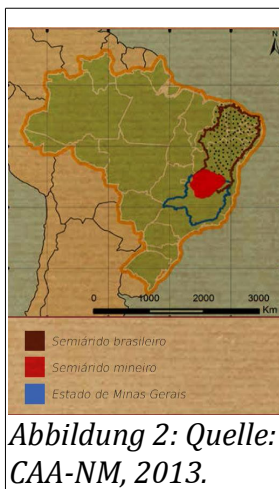 N
0 1000 2000 3000
Km
Semiárido brasileiro
Semiárido mineiro
Estado de Minas Gerais
Abbildung 2: Quelle:
CAA-NM, 2013.